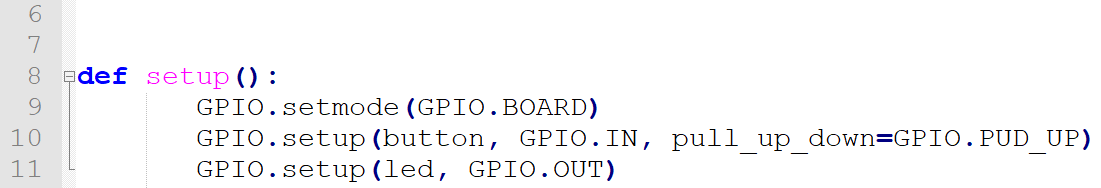 6
7
8 def setup():
9 GPIO.setmode(GPIO.BOARD)
10 GPIO.setup(button, GPIO.IN, pull_up_down=GPIO.PUD_UP)
11 GPIO.setup(led, GPIO.OUT)